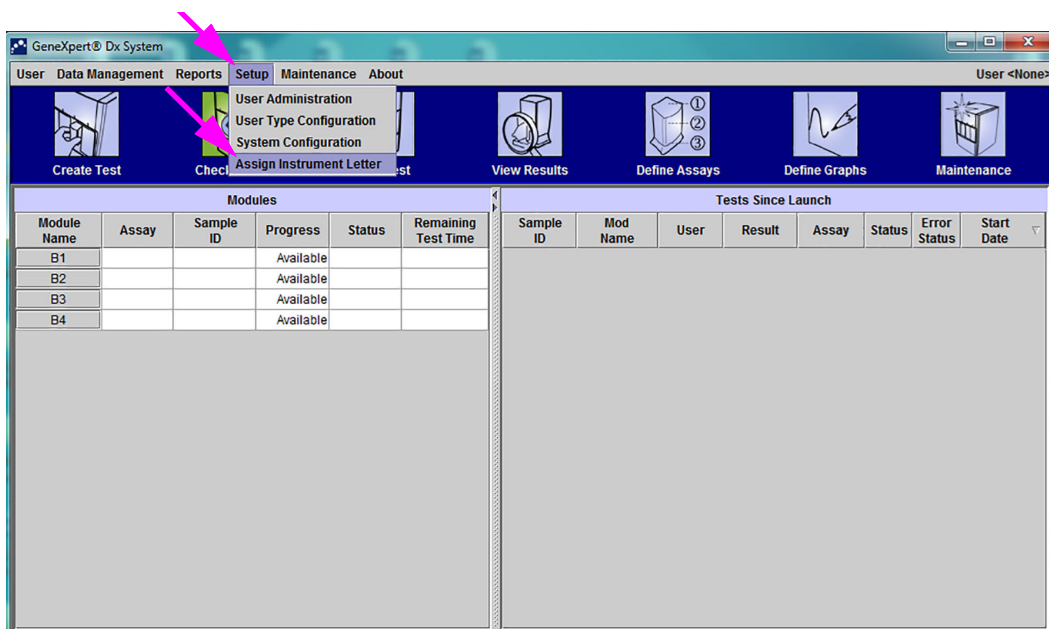 GeneXpert® Dx System
User Data Management Reports Setup Maintenance About
User <None>
User Administration
User Type Configuration
System Configuration
Assign Instrument Letter
Create Test
View Results
Define Assays
Define Graphs
Maintenance
1
2
3
Modules
Module Name
Assay
Sample ID
Progress
Status
Remaining Test Time
B1 Available
B2 Available
B3 Available
B4 Available
Tests Since Launch
Sample ID
Mod Name
User
Result
Assay
Status
Error Status
Start Date